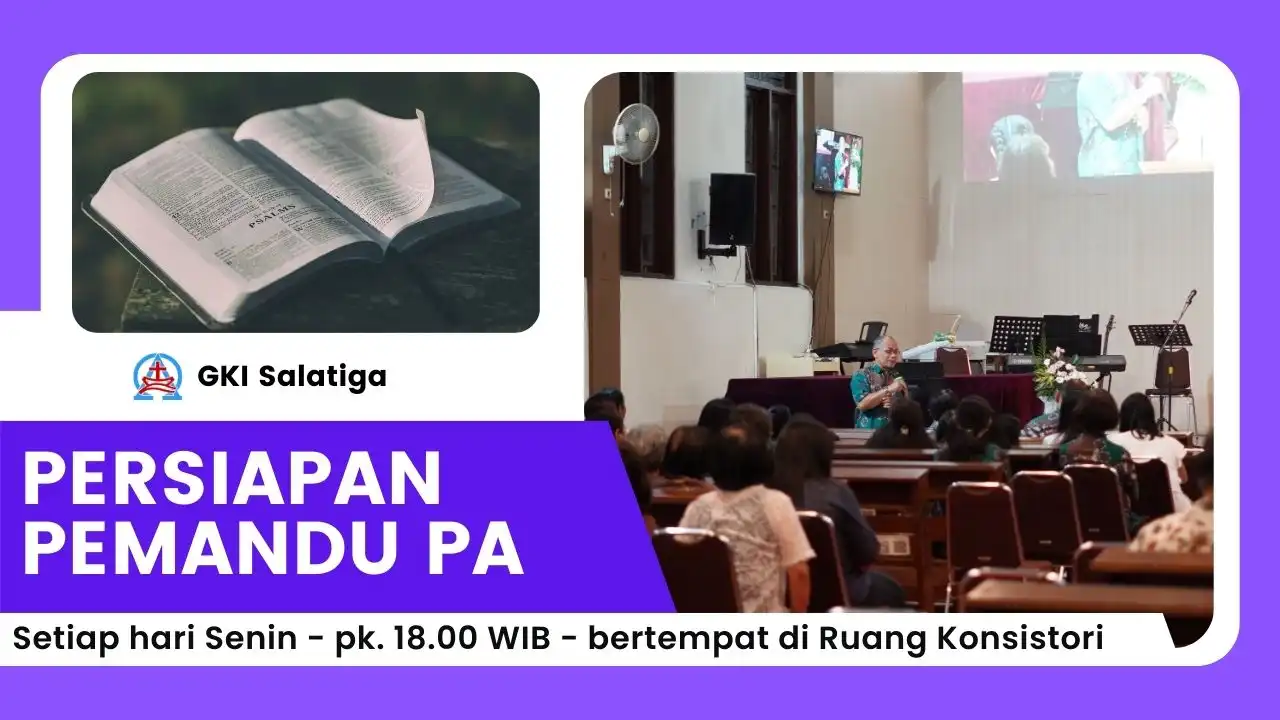 PSALMS
GKI Salatiga
PERSIAPAN
PEMANDU PA
Setiap hari Senin - pk. 18.00 WIB - bertempat di Ruang Konsistori